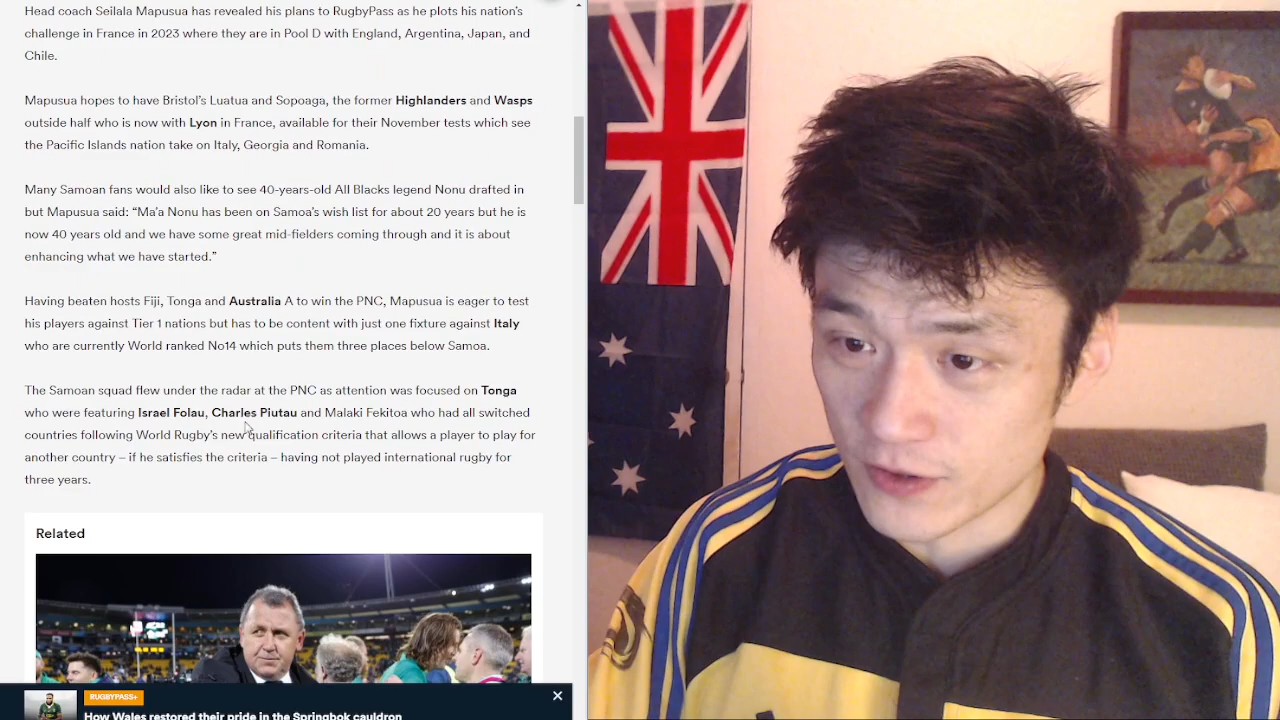 Head coach Seilala Mapusua has revealed his plans to RugbyPass as he plots his nation's
challenge in France in 2023 where they are in Pool D with England, Argentina, Japan, and
Chile.
Mapusua hopes to have Bristol's Luatua and Sopoaga, the former Highlanders and Wasps
outside half who is now with Lyon in France, available for their November tests which see
the Pacific Islands nation take on Italy, Georgia and Romania.
Many Samoan fans would also like to see 40-years-old All Blacks legend Nonu drafted in
but Mapusua said: “Ma'a Nonu has been on Samoa's wish list for about 20 years but he is
now 40 years old and we have some great mid-fielders coming through and it is about
enhancing what we have started.”
Having beaten hosts Fiji, Tonga and Australia A to win the PNC, Mapusua is eager to test
his players against Tier 1 nations but has to be content with just one fixture against Italy
who are currently World ranked No14 which puts them three places below Samoa.
The Samoan squad flew under the radar at the PNC as attention was focused on Tonga
who were featuring Israel Folau, Charles Piutau and Malaki Fekitoa who had all switched
countries following World Rugby's new qualification criteria that allows a player to play for
another country – if he satisfies the criteria – having not played international rugby for
three years.
Related
RUGBYPASS+
How Wales restored their pride in the Springbok cauldron